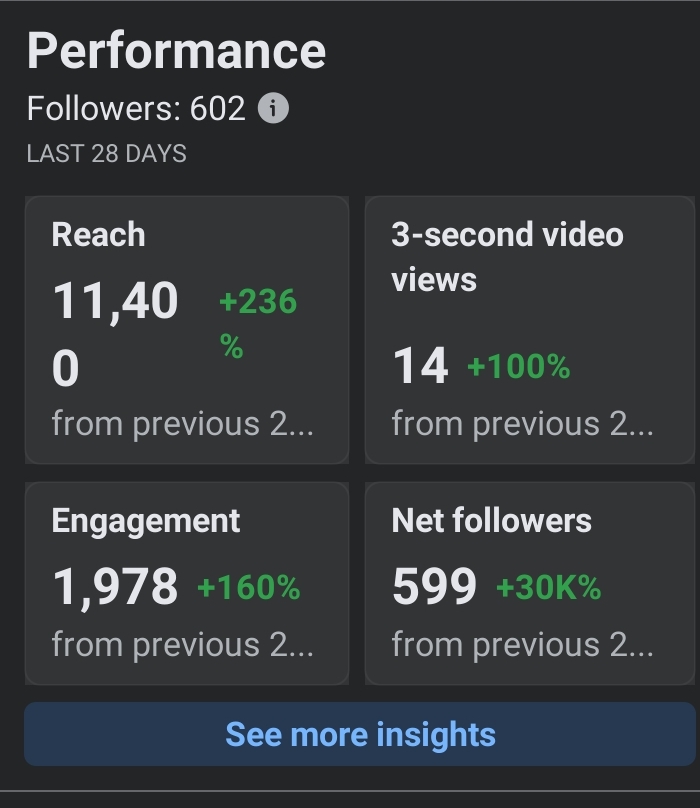 Performance
Followers: 602
LAST 28 DAYS
Reach
11,40 +236
0 %
from previous 2...
3-second video
views
14 +100%
from previous 2...
Engagement
1,978 +160%
from previous 2...
Net followers
599 +30K%
from previous 2...
See more insights